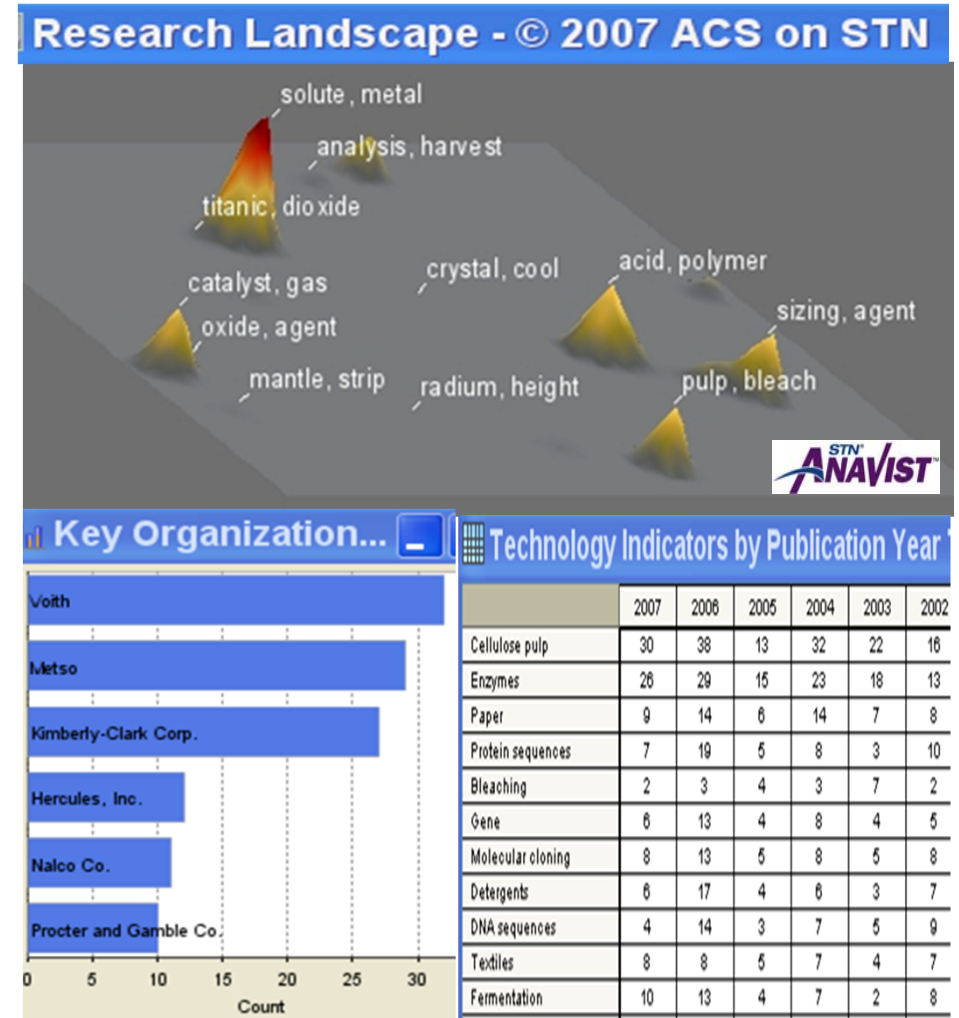 Research Landscape - © 2007 ACS on STN
solute, metal
analysis, harvest
titanic, dioxide
crystal, cool
acid, polymer
catalyst, gas
sizing, agent
oxide, agent
mantle, strip
radium, height
pulp, bleach
STN®
ANAVIST™
Key Organization...
Voith
Metso
Kimberly-Clark Corp.
Hercules, Inc.
Nalco Co.
Procter and Gamble Co.
0 5 10 15 20 25 30
Count
Technology Indicators by Publication Year
2007 2006 2005 2004 2003 2002
Cellulose pulp 30 38 13 32 22 16
Enzymes 26 29 15 23 18 13
Paper 9 14 6 14 7 8
Protein sequences 7 19 5 8 3 10
Bleaching 2 3 4 3 7 2
Gene 6 13 4 8 4 5
Molecular cloning 8 13 5 8 5 8
Detergents 6 17 4 6 3 7
DNA sequences 4 14 3 7 5 9
Textiles 8 8 5 7 4 7
Fermentation 10 13 4 7 2 8